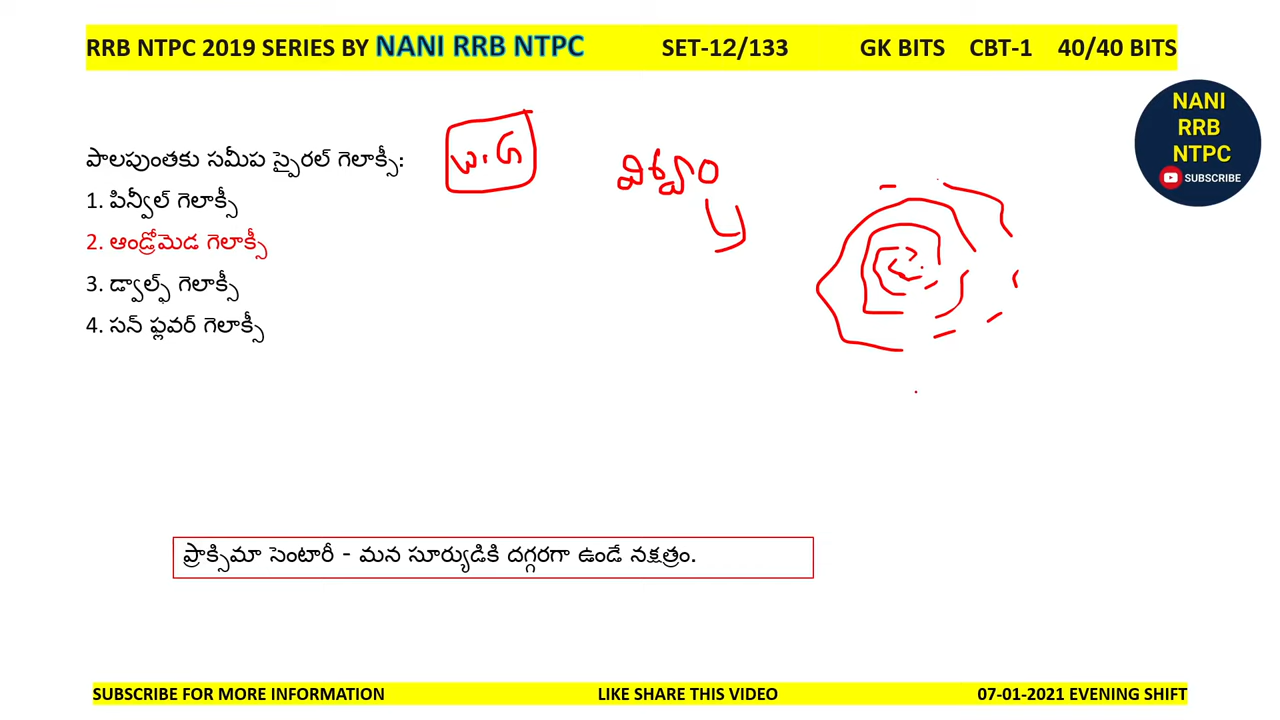 RRB NTPC 2019 SERIES BY NANI RRB NTPC SET-12/133 GK BITS CBT-1 40/40 BITS
NANI
RRB
NTPC
SUBSCRIBE
పాలపుంతకు సమీప స్పైరల్ గెలాక్సీ:
1. పిన్వీల్ గెలాక్సీ
2. ఆండ్రోమెడ గెలాక్సీ
3. డ్వాల్ఫ్ గెలాక్సీ
4. సన్ ఫ్లవర్ గెలాక్సీ
విశ్వం
ప్రాక్సిమా సెంటారీ - మన సూర్యుడికి దగ్గరగా ఉండే నక్షత్రం.
SUBSCRIBE FOR MORE INFORMATION LIKE SHARE THIS VIDEO 07-01-2021 EVENING SHIFT